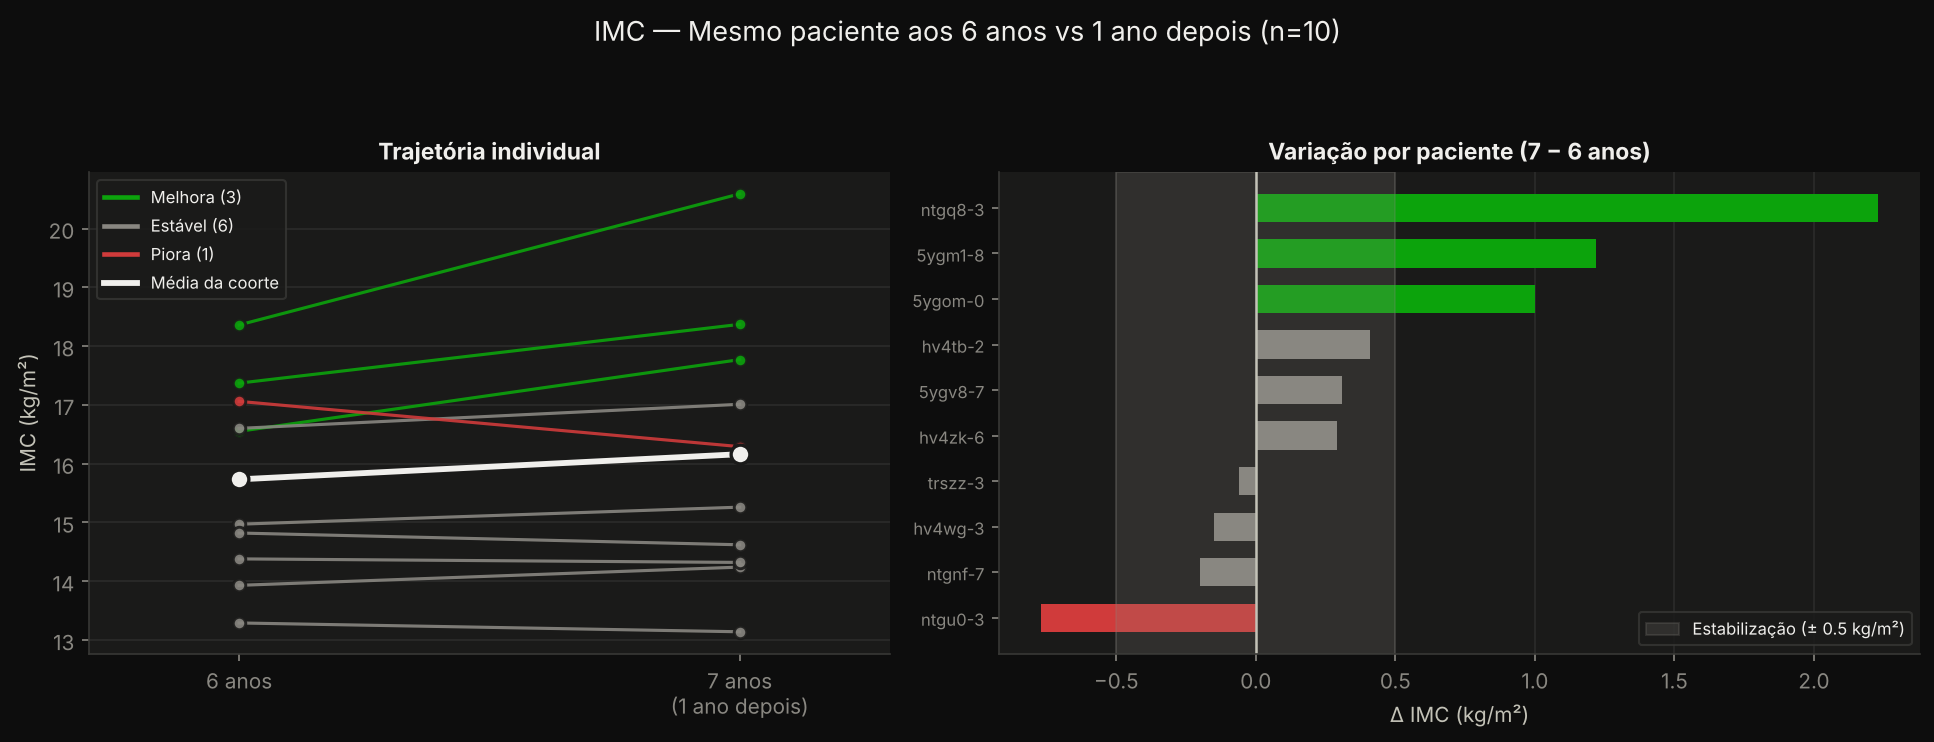 IMC — Mesmo paciente aos 6 anos vs 1 ano depois (n=10)
Trajetória individual
Melhora (3)
Estável (6)
Piora (1)
Média da coorte
IMC (kg/m²)
20
19
18
17
16
15
14
13
6 anos
7 anos
(1 ano depois)
Variação por paciente (7 − 6 anos)
ntgq8-3
5ygm1-8
5ygom-0
hv4tb-2
5ygv8-7
hv4zk-6
trszz-3
hv4wg-3
ntgnf-7
ntgu0-3
Estabilização (± 0.5 kg/m²)
−0.5
0.0
0.5
1.0
1.5
2.0
Δ IMC (kg/m²)